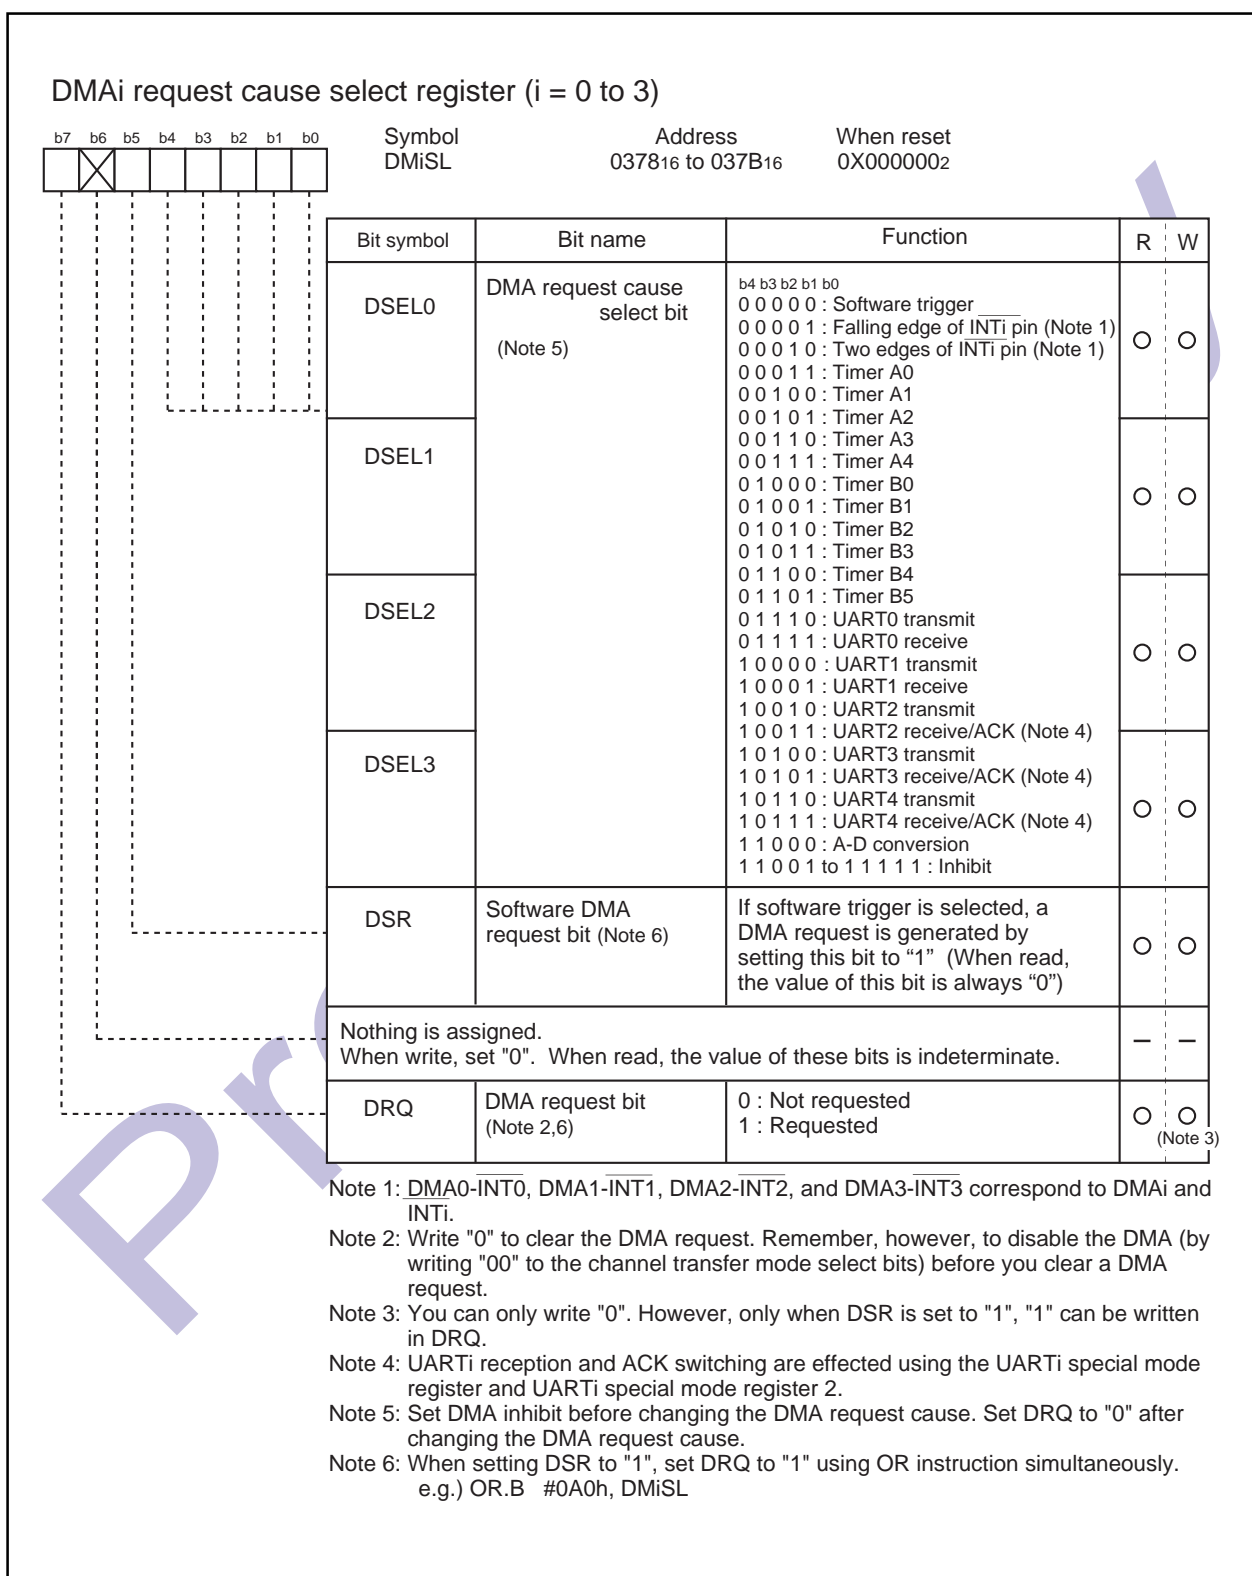 DMAi request cause select register (i = 0 to 3)
b7 b6 b5 b4 b3 b2 b1 b0
Symbol Address When reset
DMiSL 037816 to 037B16 0X0000002
Bit symbol Bit name Function R W
DSEL0
DMA request cause
select bit
(Note 5)
b4 b3 b2 b1 b0
0 0 0 0 0 : Software trigger
0 0 0 0 1 : Falling edge of INTi pin (Note 1)
0 0 0 1 0 : Two edges of INTi pin (Note 1)
0 0 0 1 1 : Timer A0
0 0 1 0 0 : Timer A1
0 0 1 0 1 : Timer A2
0 0 1 1 0 : Timer A3
0 0 1 1 1 : Timer A4
0 1 0 0 0 : Timer B0
0 1 0 0 1 : Timer B1
0 1 0 1 0 : Timer B2
0 1 0 1 1 : Timer B3
0 1 1 0 0 : Timer B4
0 1 1 0 1 : Timer B5
0 1 1 1 0 : UART0 transmit
0 1 1 1 1 : UART0 receive
1 0 0 0 0 : UART1 transmit
1 0 0 0 1 : UART1 receive
1 0 0 1 0 : UART2 transmit
1 0 0 1 1 : UART2 receive/ACK (Note 4)
1 0 1 0 0 : UART3 transmit
1 0 1 0 1 : UART3 receive/ACK (Note 4)
1 0 1 1 0 : UART4 transmit
1 0 1 1 1 : UART4 receive/ACK (Note 4)
1 1 0 0 0 : A-D conversion
1 1 0 0 1 to 1 1 1 1 1 : Inhibit
DSEL1
DSEL2
DSEL3
DSR
Software DMA
request bit (Note 6)
If software trigger is selected, a
DMA request is generated by
setting this bit to “1” (When read,
the value of this bit is always “0”)
Nothing is assigned.
When write, set "0". When read, the value of these bits is indeterminate.
DRQ
DMA request bit
(Note 2,6)
0 : Not requested
1 : Requested
(Note 3)
Note 1: DMA0-INT0, DMA1-INT1, DMA2-INT2, and DMA3-INT3 correspond to DMAi and
INTi.
Note 2: Write "0" to clear the DMA request. Remember, however, to disable the DMA (by
writing "00" to the channel transfer mode select bits) before you clear a DMA
request.
Note 3: You can only write "0". However, only when DSR is set to "1", "1" can be written
in DRQ.
Note 4: UARTi reception and ACK switching are effected using the UARTi special mode
register and UARTi special mode register 2.
Note 5: Set DMA inhibit before changing the DMA request cause. Set DRQ to "0" after
changing the DMA request cause.
Note 6: When setting DSR to "1", set DRQ to "1" using OR instruction simultaneously.
e.g.) OR.B #0A0h, DMiSL